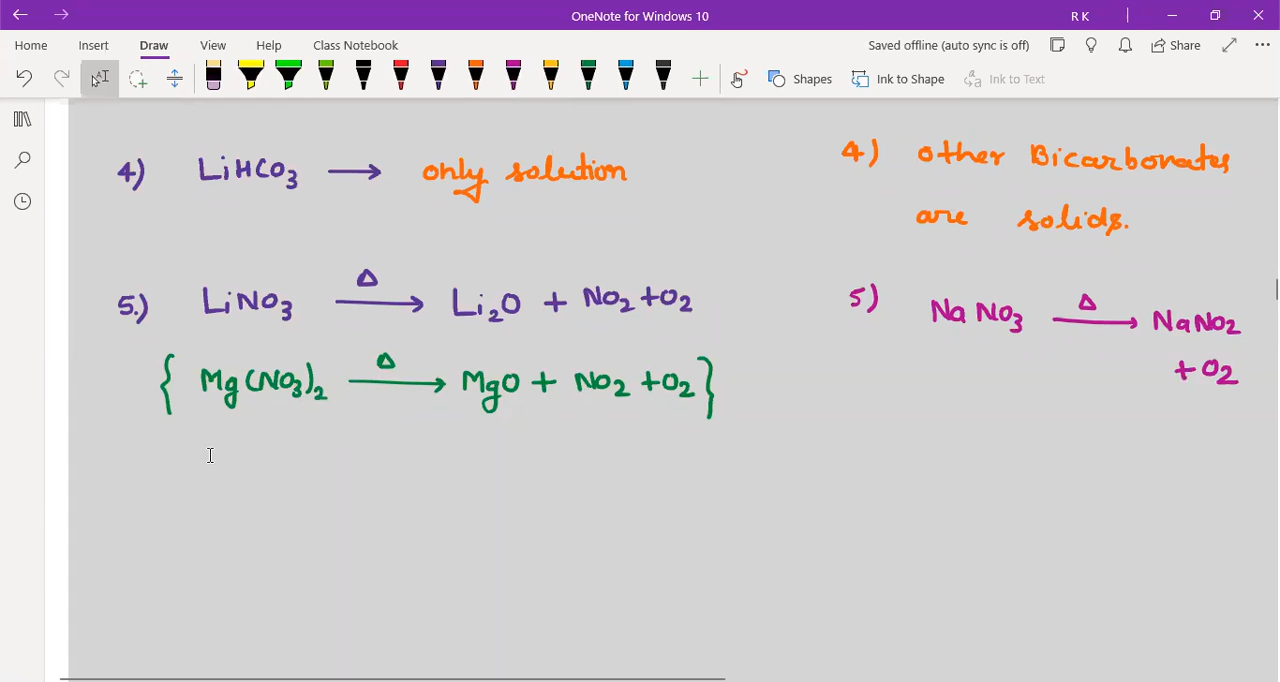 OneNote for Windows 10
R K
Home Insert Draw View Help Class Notebook
Saved offline (auto sync is off) Share
Shapes Ink to Shape Ink to Text
4) LiHCO3 → only solution
4) other Bicarbonates
are solids.
5.) LiNO3 Δ→ Li2O + NO2 + O2
{ Mg(NO3)2 Δ→ MgO + NO2 + O2 }
5) NaNO3 Δ→ NaNO2
+ O2